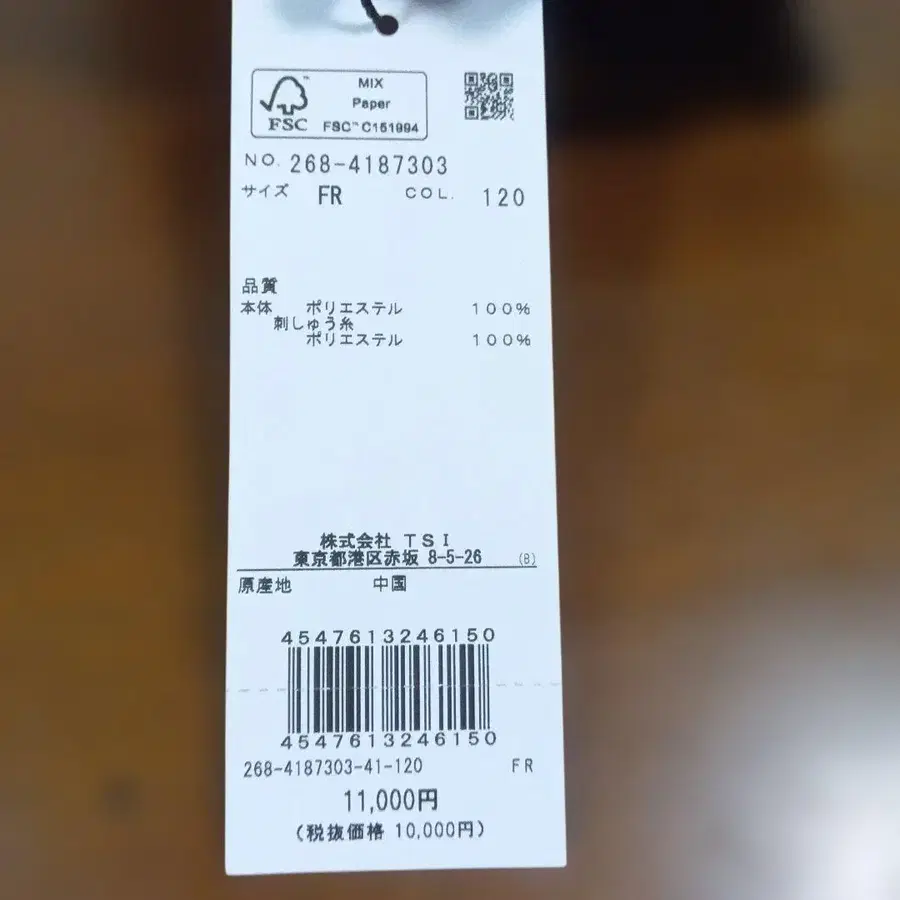 MIX
Paper
FSC™ C151994
FSC
NO. 268-4187303
サイズ FR COL. 120
品質
本体 ポリエステル 100%
刺しゅう糸
ポリエステル 100%
株式会社 TSI
東京都港区赤坂 8-5-26 (B)
原産地 中国
4547613246150
4547613246150
268-4187303-41-120 FR
11,000円
(税抜価格 10,000円)